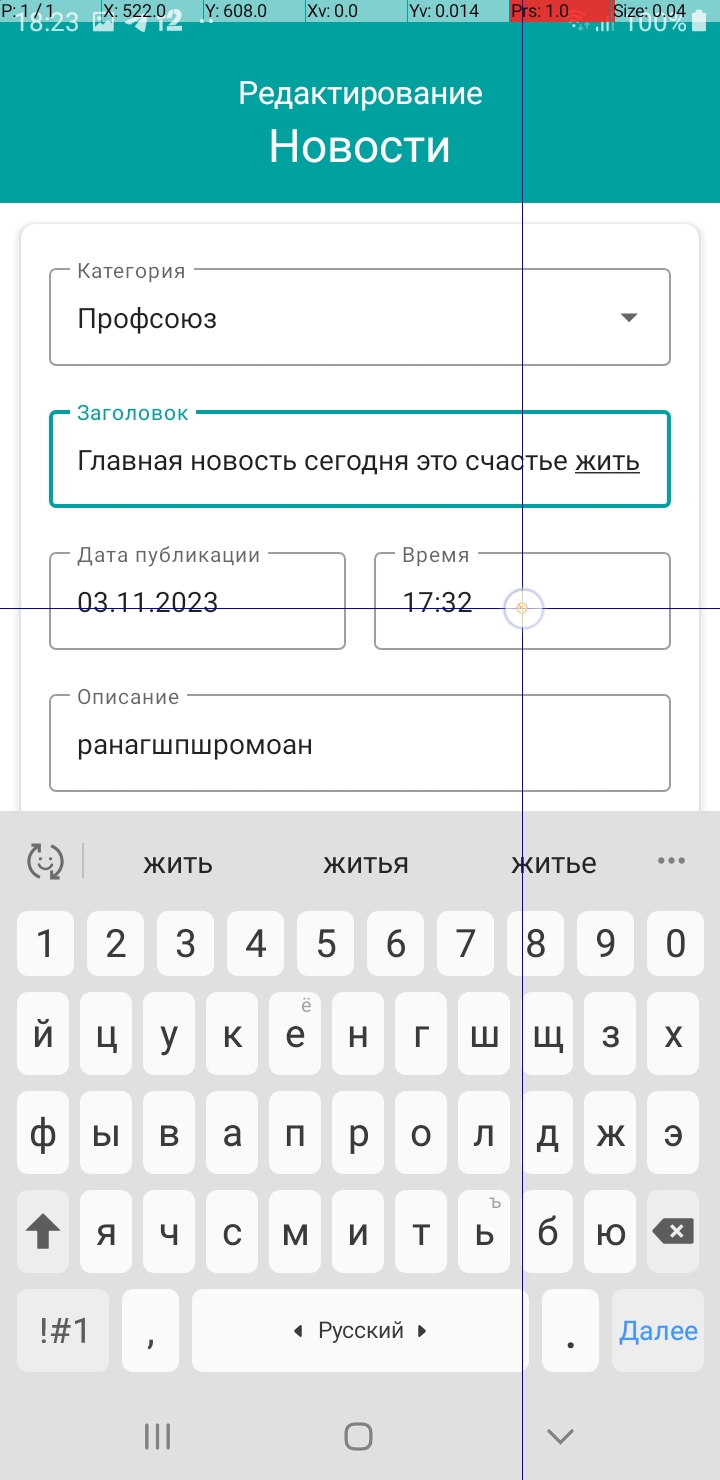 P: 1 / 1 X: 522.0 Y: 608.0 Xv: 0.0 Yv: 0.014 Prs: 1.0 Size: 0.04
18:23 100%
Редактирование
Новости
Категория
Профсоюз
Заголовок
Главная новость сегодня это счастье жить
Дата публикации Время
03.11.2023 17:32
Описание
ранагшпшромоан
жить житья житье
1 2 3 4 5 6 7 8 9 0
ё
й ц у к е н г ш щ з х
ф ы в а п р о л д ж э
ъ
я ч с м и т ь б ю
!#1 , Русский . Далее